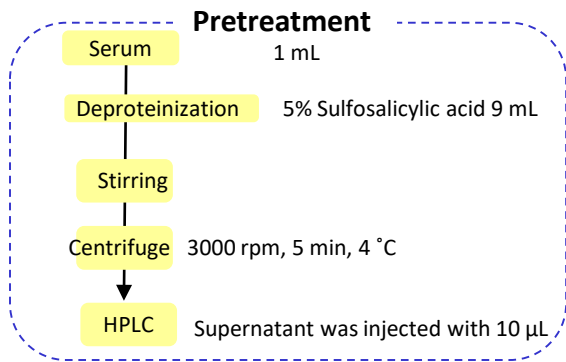 Pretreatment
Serum 1 mL
Deproteinization 5% Sulfosalicylic acid 9 mL
Stirring
Centrifuge 3000 rpm, 5 min, 4 ˚C
HPLC Supernatant was injected with 10 µL